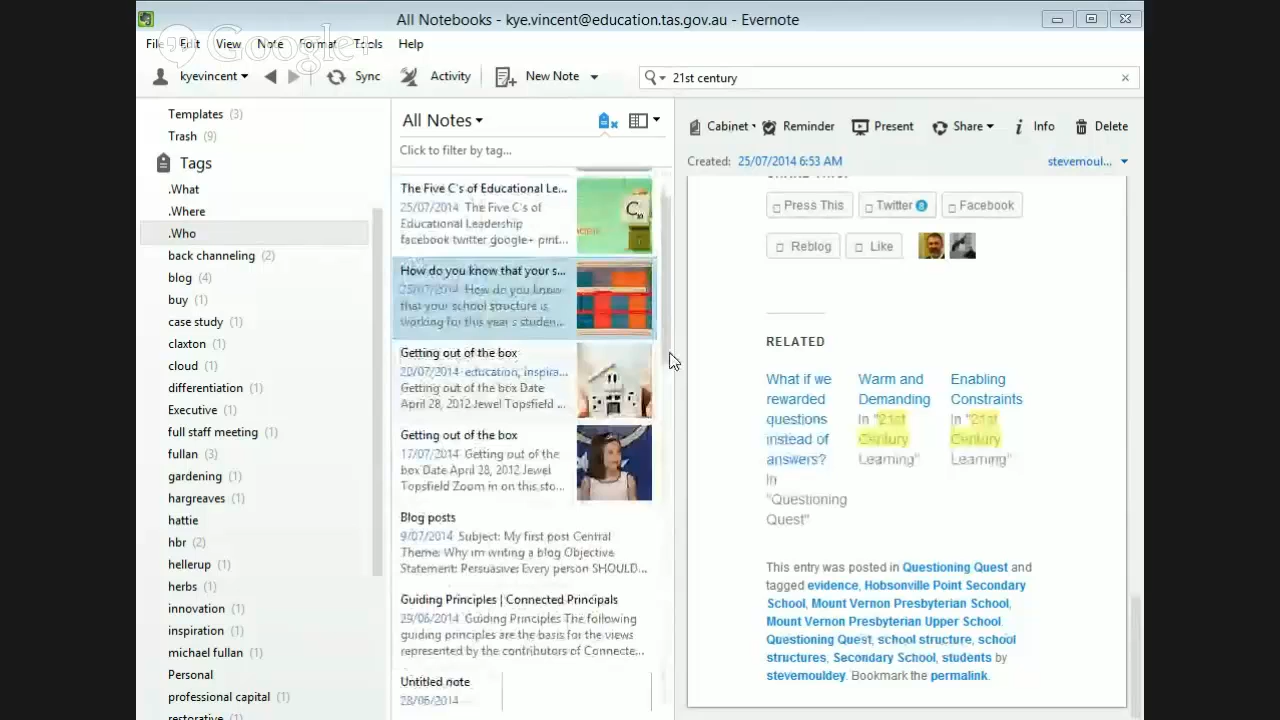 All Notebooks - kye.vincent@education.tas.gov.au - Evernote
Google+
File Edit View Note Format Tools Help
kyevincent Sync Activity New Note 21st century
Templates (3)
Trash (9)
Tags
.What
.Where
.Who
back channeling (2)
blog (4)
buy (1)
case study (1)
claxton (1)
cloud (1)
differentiation (1)
Executive (1)
full staff meeting (1)
fullan (3)
gardening (1)
hargreaves (1)
hattie
hbr (2)
hellerup (1)
herbs (1)
innovation (1)
inspiration (1)
michael fullan (1)
Personal
professional capital (1)
restorative (1)
All Notes
Click to filter by tag...
The Five C's of Educational Le...
25/07/2014 The Five C's of
Educational Leadership
facebook twitter google+ print...
How do you know that your s...
25/07/2014 How do you know
that your school structure is
working for this year's studen...
Getting out of the box
20/07/2014 education, inspira...
Getting out of the box Date
April 28, 2012 Jewel Topsfield ...
Getting out of the box
17/07/2014 Getting out of the
box Date April 28, 2012 Jewel
Topsfield Zoom in on this sto...
Blog posts
9/07/2014 Subject: My first post Central
Theme: Why im writing a blog Objective
Statement: Persuasive: Every person SHOULD...
Guiding Principles | Connected Principals
29/06/2014 Guiding Principles The following
guiding principles are the basis for the views
represented by the contributors of Connecte...
Untitled note
28/06/2014
Cabinet Reminder Present Share Info Delete
Created: 25/07/2014 6:53 AM stevemoul...
Press This Twitter 8 Facebook
Reblog Like
RELATED
What if we
rewarded
questions
instead of
answers?
In
"Questioning
Quest"
Warm and
Demanding
In "21st
Century
Learning"
Enabling
Constraints
In "21st
Century
Learning"
This entry was posted in Questioning Quest and
tagged evidence, Hobsonville Point Secondary
School, Mount Vernon Presbyterian School,
Mount Vernon Presbyterian Upper School,
Questioning Quest, school structure, school
structures, Secondary School, students by
stevemouldey. Bookmark the permalink.